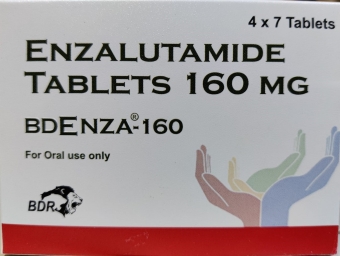 4 x 7 Tablets
ENZALUTAMIDE
TABLETS 160 MG
BDENZA®-160
For Oral use only
BDR